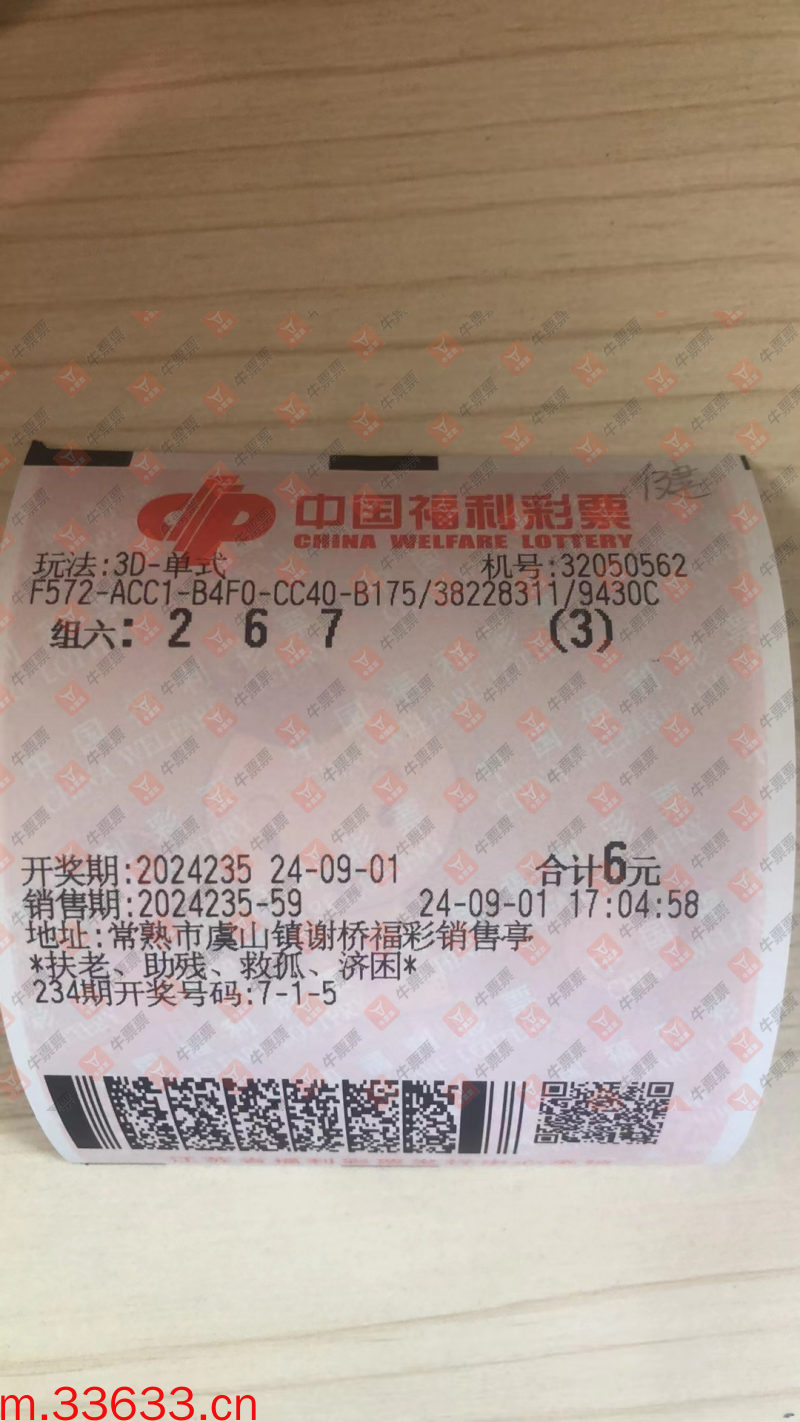 中国福利彩票
CHINA WELFARE LOTTERY
健
玩法:3D-单式 机号:32050562
F572-ACC1-B4F0-CC40-B175/38228311/9430C
组六: 2 6 7 (3)
开奖期:2024235 24-09-01 合计6元
销售期:2024235-59 24-09-01 17:04:58
地址:常熟市虞山镇谢桥福彩销售亭
*扶老、助残、救孤、济困*
234期开奖号码:7-1-5
牛票票
m.33633.cn